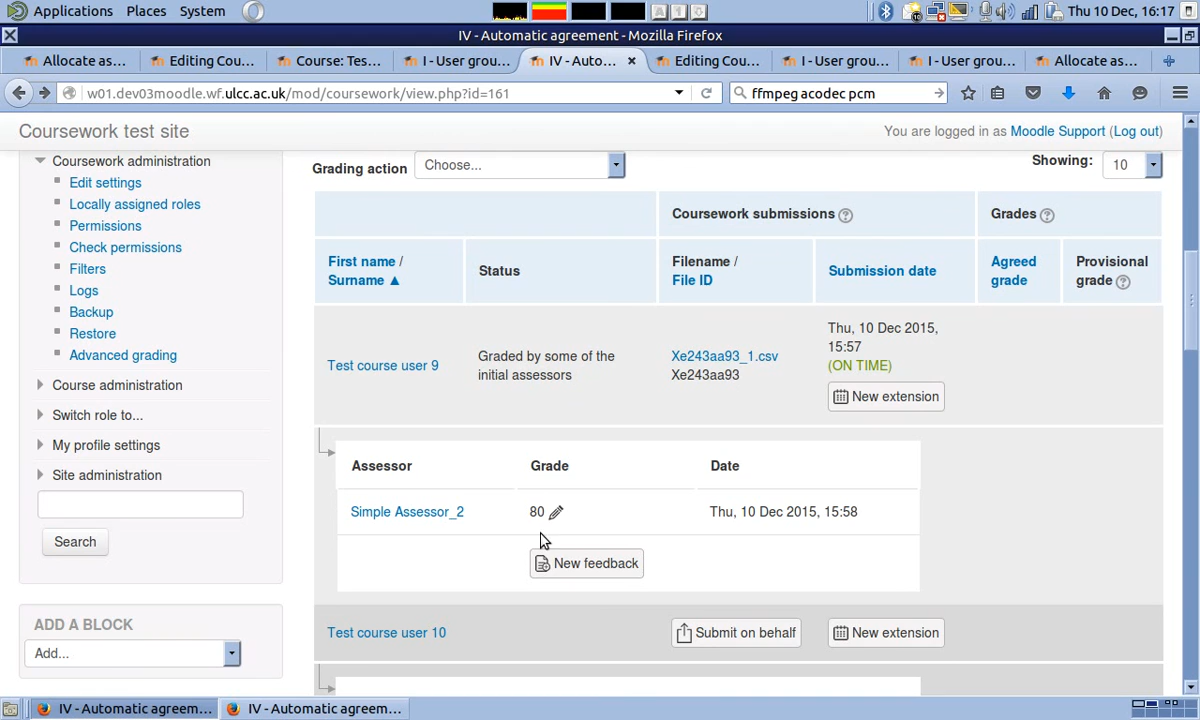 Applications Places System
Thu 10 Dec, 16:17
IV - Automatic agreement - Mozilla Firefox
Allocate as...
Editing Cou...
Course: Tes...
I - User grou...
IV - Auto...
Editing Cou...
I - User grou...
I - User grou...
Allocate as...
w01.dev03moodle.wf.ulcc.ac.uk/mod/coursework/view.php?id=161
ffmpeg acodec pcm
Coursework test site
You are logged in as Moodle Support (Log out)
Coursework administration
Edit settings
Locally assigned roles
Permissions
Check permissions
Filters
Logs
Backup
Restore
Advanced grading
Course administration
Switch role to...
My profile settings
Site administration
Search
ADD A BLOCK
Add...
Grading action
Choose...
Showing:
10
Coursework submissions
Grades
First name /
Surname ▲
Status
Filename /
File ID
Submission date
Agreed
grade
Provisional
grade
Test course user 9
Graded by some of the
initial assessors
Xe243aa93_1.csv
Xe243aa93
Thu, 10 Dec 2015,
15:57
(ON TIME)
New extension
Assessor
Grade
Date
Simple Assessor_2
80
Thu, 10 Dec 2015, 15:58
New feedback
Test course user 10
Submit on behalf
New extension
IV - Automatic agreem...
IV - Automatic agreem...